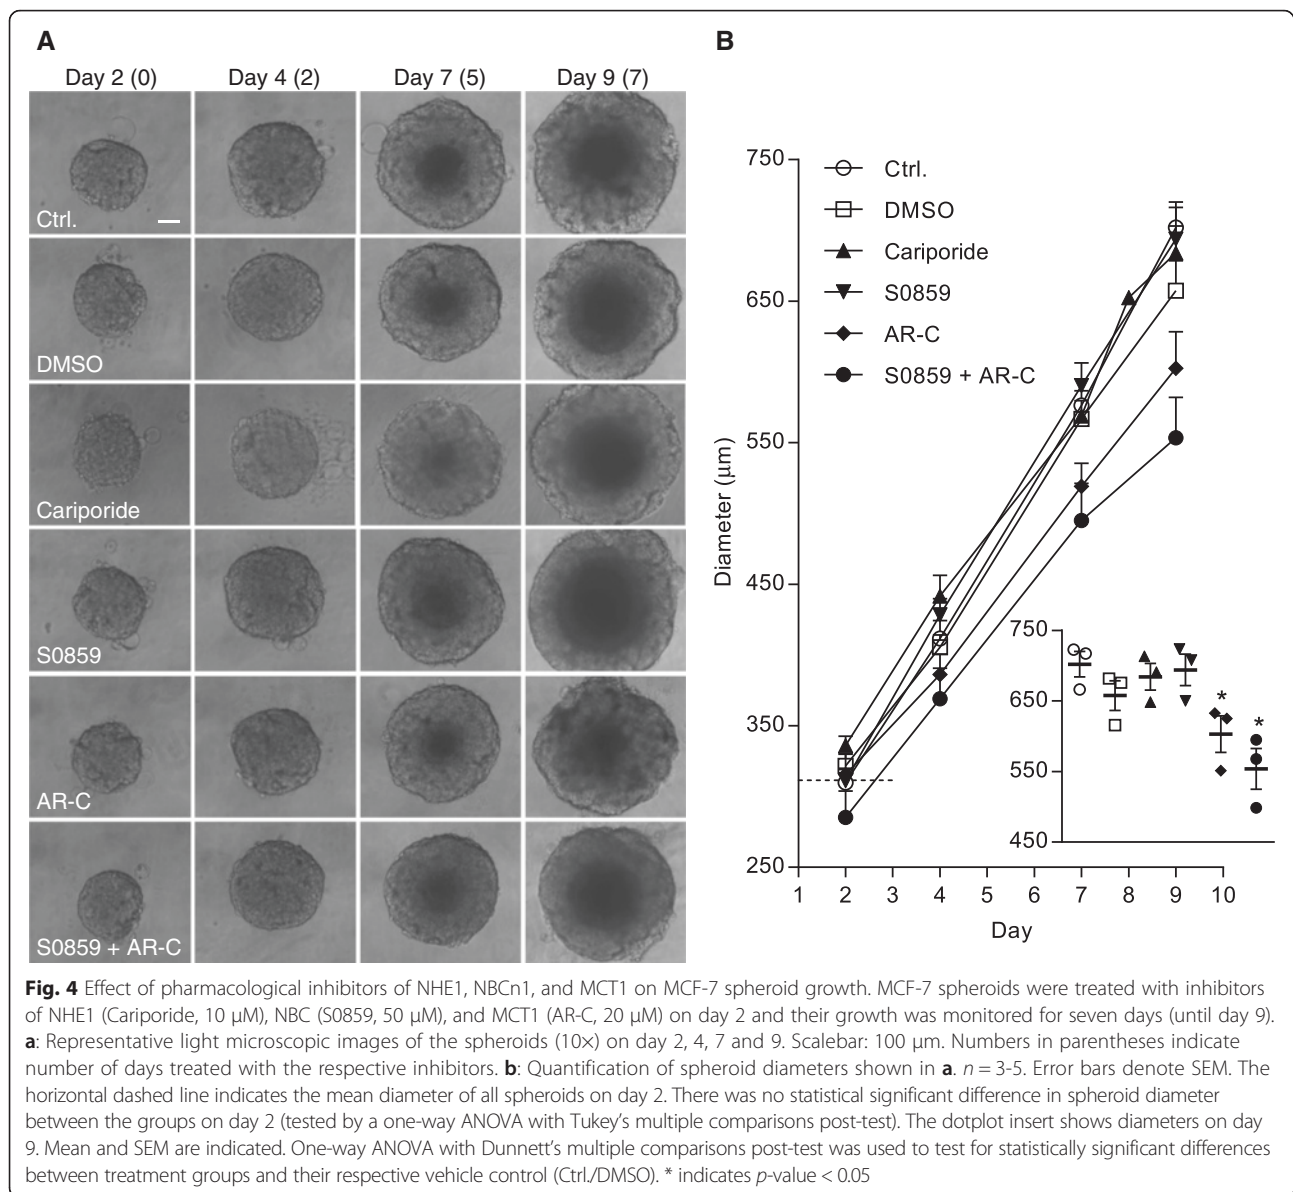 A
Day 2 (0) Day 4 (2) Day 7 (5) Day 9 (7)
Ctrl.
DMSO
Cariporide
S0859
AR-C
S0859 + AR-C
B
750
650
550
450
350
250
Diameter (μm)
Ctrl.
DMSO
Cariporide
S0859
AR-C
S0859 + AR-C
750
650
550
450
*
*
1 2 3 4 5 6 7 8 9 10
Day
Fig. 4 Effect of pharmacological inhibitors of NHE1, NBCn1, and MCT1 on MCF-7 spheroid growth. MCF-7 spheroids were treated with inhibitors
of NHE1 (Cariporide, 10 μM), NBC (S0859, 50 μM), and MCT1 (AR-C, 20 μM) on day 2 and their growth was monitored for seven days (until day 9).
a: Representative light microscopic images of the spheroids (10×) on day 2, 4, 7 and 9. Scalebar: 100 μm. Numbers in parentheses indicate
number of days treated with the respective inhibitors. b: Quantification of spheroid diameters shown in a. n = 3-5. Error bars denote SEM. The
horizontal dashed line indicates the mean diameter of all spheroids on day 2. There was no statistical significant difference in spheroid diameter
between the groups on day 2 (tested by a one-way ANOVA with Tukey's multiple comparisons post-test). The dotplot insert shows diameters on day
9. Mean and SEM are indicated. One-way ANOVA with Dunnett's multiple comparisons post-test was used to test for statistically significant differences
between treatment groups and their respective vehicle control (Ctrl./DMSO). * indicates p-value < 0.05